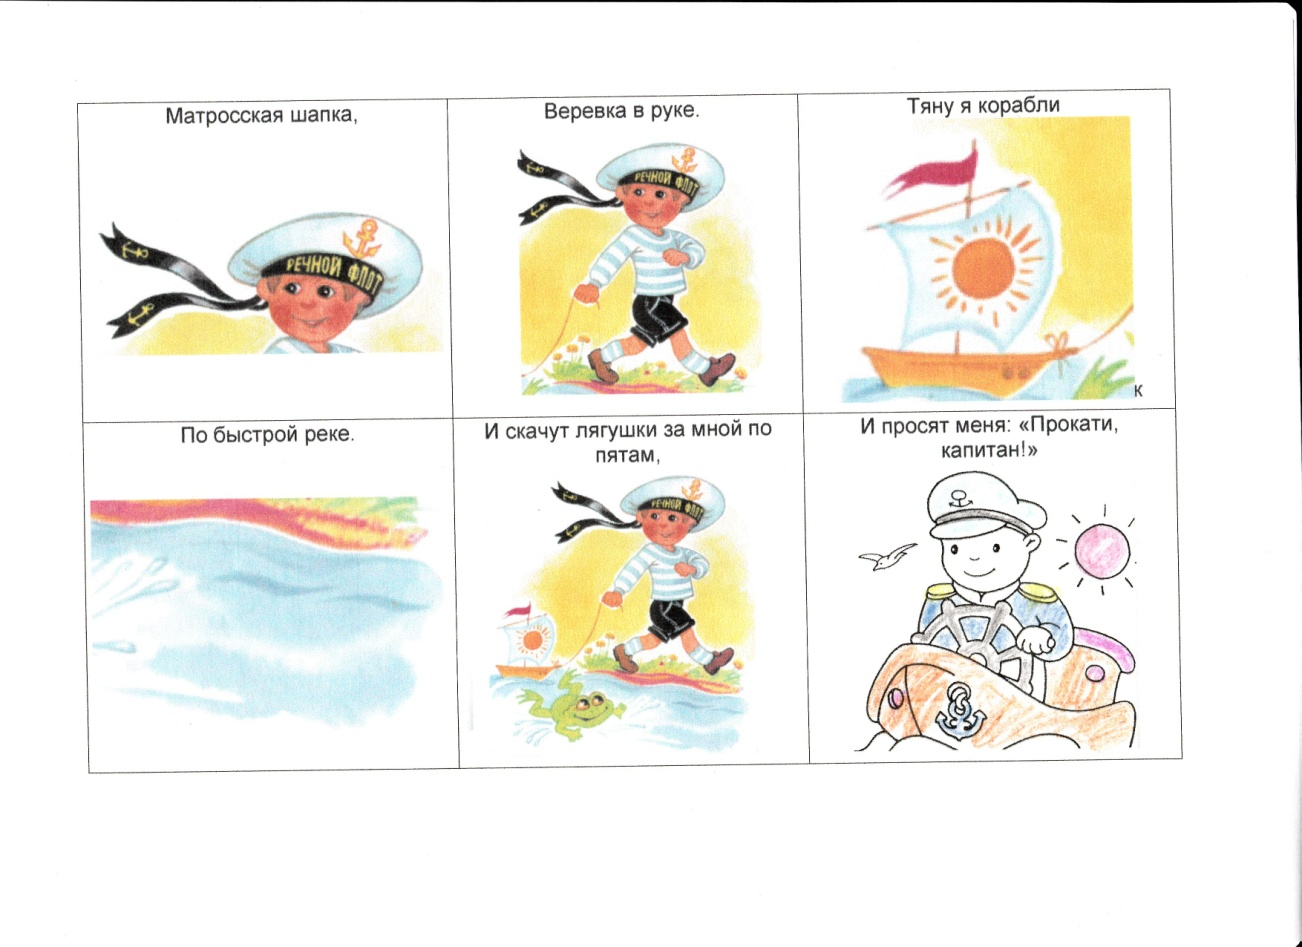 Матросская шапка,
РЕЧНОЙ ФЛОТ
Веревка в руке.
РЕЧНОЙ ФЛОТ
Тяну я корабли
к
По быстрой реке.
И скачут лягушки за мной по
пятам,
РЕЧНОЙ ФЛОТ
И просят меня: «Прокати,
капитан!»